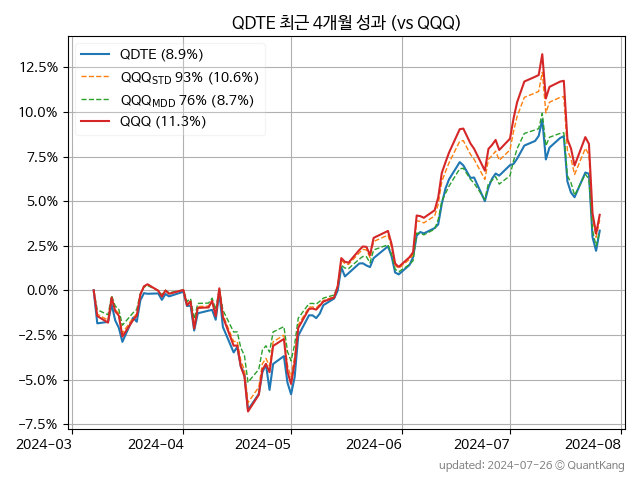 QDTE 최근 4개월 성과 (vs QQQ)
QDTE (8.9%)
QQQSTD 93% (10.6%)
QQQMDD 76% (8.7%)
QQQ (11.3%)
12.5%
10.0%
7.5%
5.0%
2.5%
0.0%
−2.5%
−5.0%
−7.5%
2024-03 2024-04 2024-05 2024-06 2024-07 2024-08
updated: 2024-07-26 © QuantKang